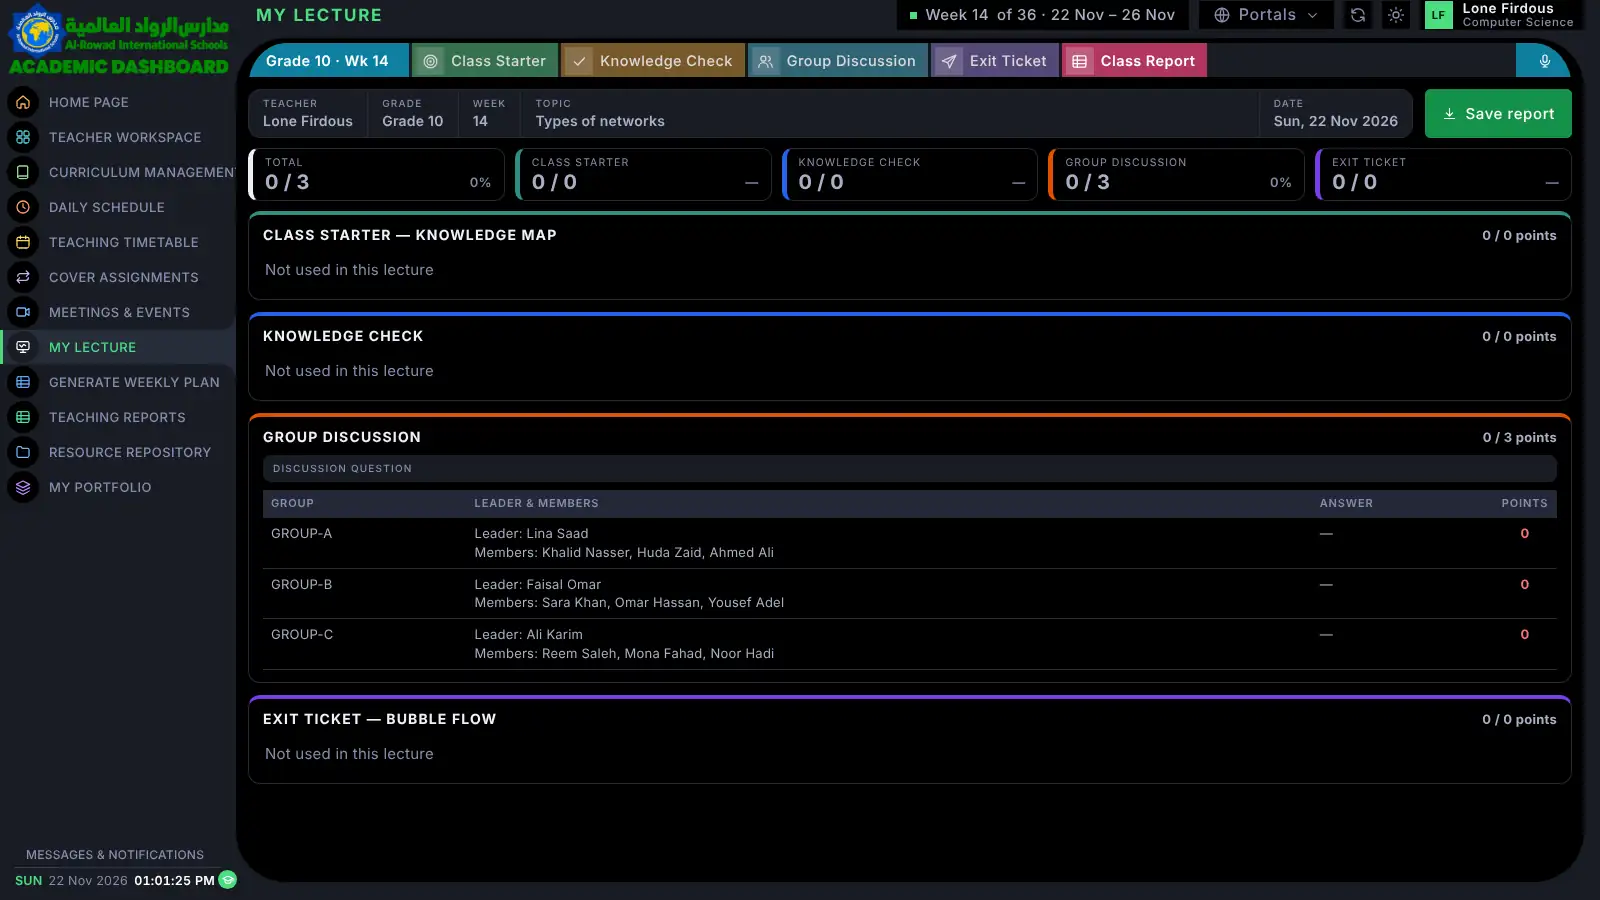 مدارس الرواد العالمية
Al-Rowad International Schools
ACADEMIC DASHBOARD
HOME PAGE
TEACHER WORKSPACE
CURRICULUM MANAGEMEN
DAILY SCHEDULE
TEACHING TIMETABLE
COVER ASSIGNMENTS
MEETINGS & EVENTS
MY LECTURE
GENERATE WEEKLY PLAN
TEACHING REPORTS
RESOURCE REPOSITORY
MY PORTFOLIO
MESSAGES & NOTIFICATIONS
SUN 22 Nov 2026 01:01:25 PM
MY LECTURE
Week 14 of 36 · 22 Nov – 26 Nov
Portals
LF
Lone Firdous
Computer Science
Grade 10 · Wk 14
Class Starter
Knowledge Check
Group Discussion
Exit Ticket
Class Report
TEACHER
Lone Firdous
GRADE
Grade 10
WEEK
14
TOPIC
Types of networks
DATE
Sun, 22 Nov 2026
Save report
TOTAL
0 / 3 0%
CLASS STARTER
0 / 0 —
KNOWLEDGE CHECK
0 / 0 —
GROUP DISCUSSION
0 / 3 0%
EXIT TICKET
0 / 0 —
CLASS STARTER — KNOWLEDGE MAP 0 / 0 points
Not used in this lecture
KNOWLEDGE CHECK 0 / 0 points
Not used in this lecture
GROUP DISCUSSION 0 / 3 points
DISCUSSION QUESTION
GROUP LEADER & MEMBERS ANSWER POINTS
GROUP-A Leader: Lina Saad — 0
Members: Khalid Nasser, Huda Zaid, Ahmed Ali
GROUP-B Leader: Faisal Omar — 0
Members: Sara Khan, Omar Hassan, Yousef Adel
GROUP-C Leader: Ali Karim — 0
Members: Reem Saleh, Mona Fahad, Noor Hadi
EXIT TICKET — BUBBLE FLOW 0 / 0 points
Not used in this lecture